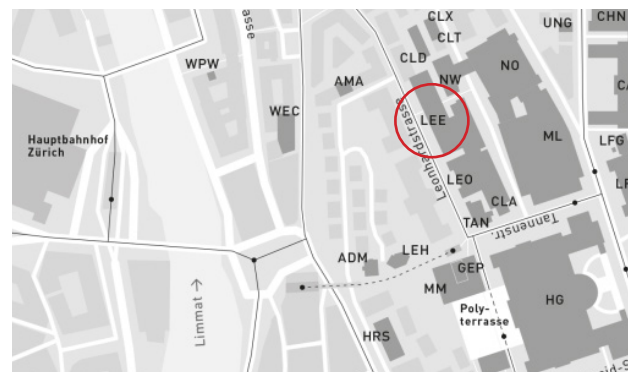 CLX
UNG
CHN
CLT
CLD
WPW
NW
NO
AMA
WEC
LEE
Leonhardstrasse
ML
LFG
Hauptbahnhof
Zürich
LEO
CLA
TAN
Tannenstr.
LEH
ADM
GEP
MM
HG
Limmat →
Poly-
terrasse
HRS